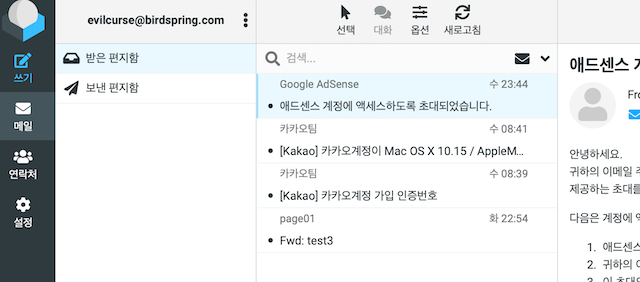 evilcurse@birdspring.com
선택
대화
옵션
새로고침
쓰기
메일
연락처
설정
받은 편지함
보낸 편지함
검색...
Google AdSense
수 23:44
애드센스 계정에 액세스하도록 초대되었습니다.
카카오팀
수 08:41
[Kakao] 카카오계정이 Mac OS X 10.15 / AppleM...
카카오팀
수 08:39
[Kakao] 카카오계정 가입 인증번호
page01
화 22:54
Fwd: test3
애드센스
Fro
안녕하세요.
귀하의 이메일
제공하는 초대를
다음은 계정에
1. 애드센스
2. 귀하의
3. 이 초대